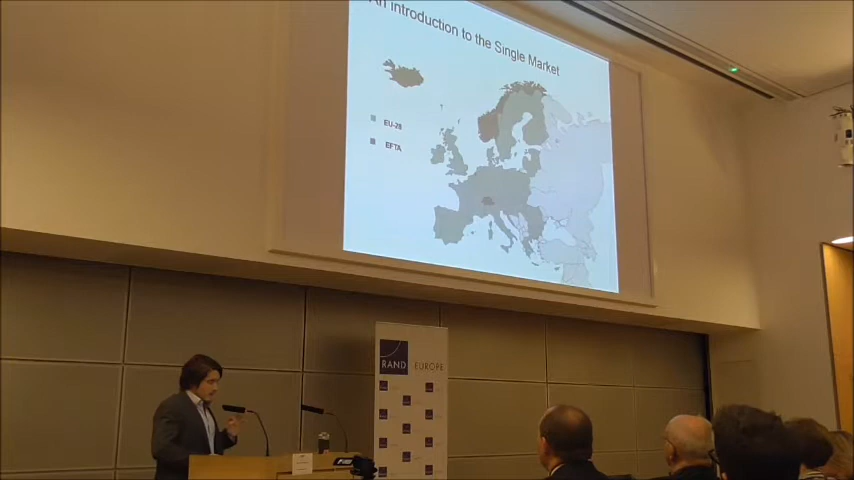 An introduction to the Single Market
EU-28
EFTA
RAND EUROPE